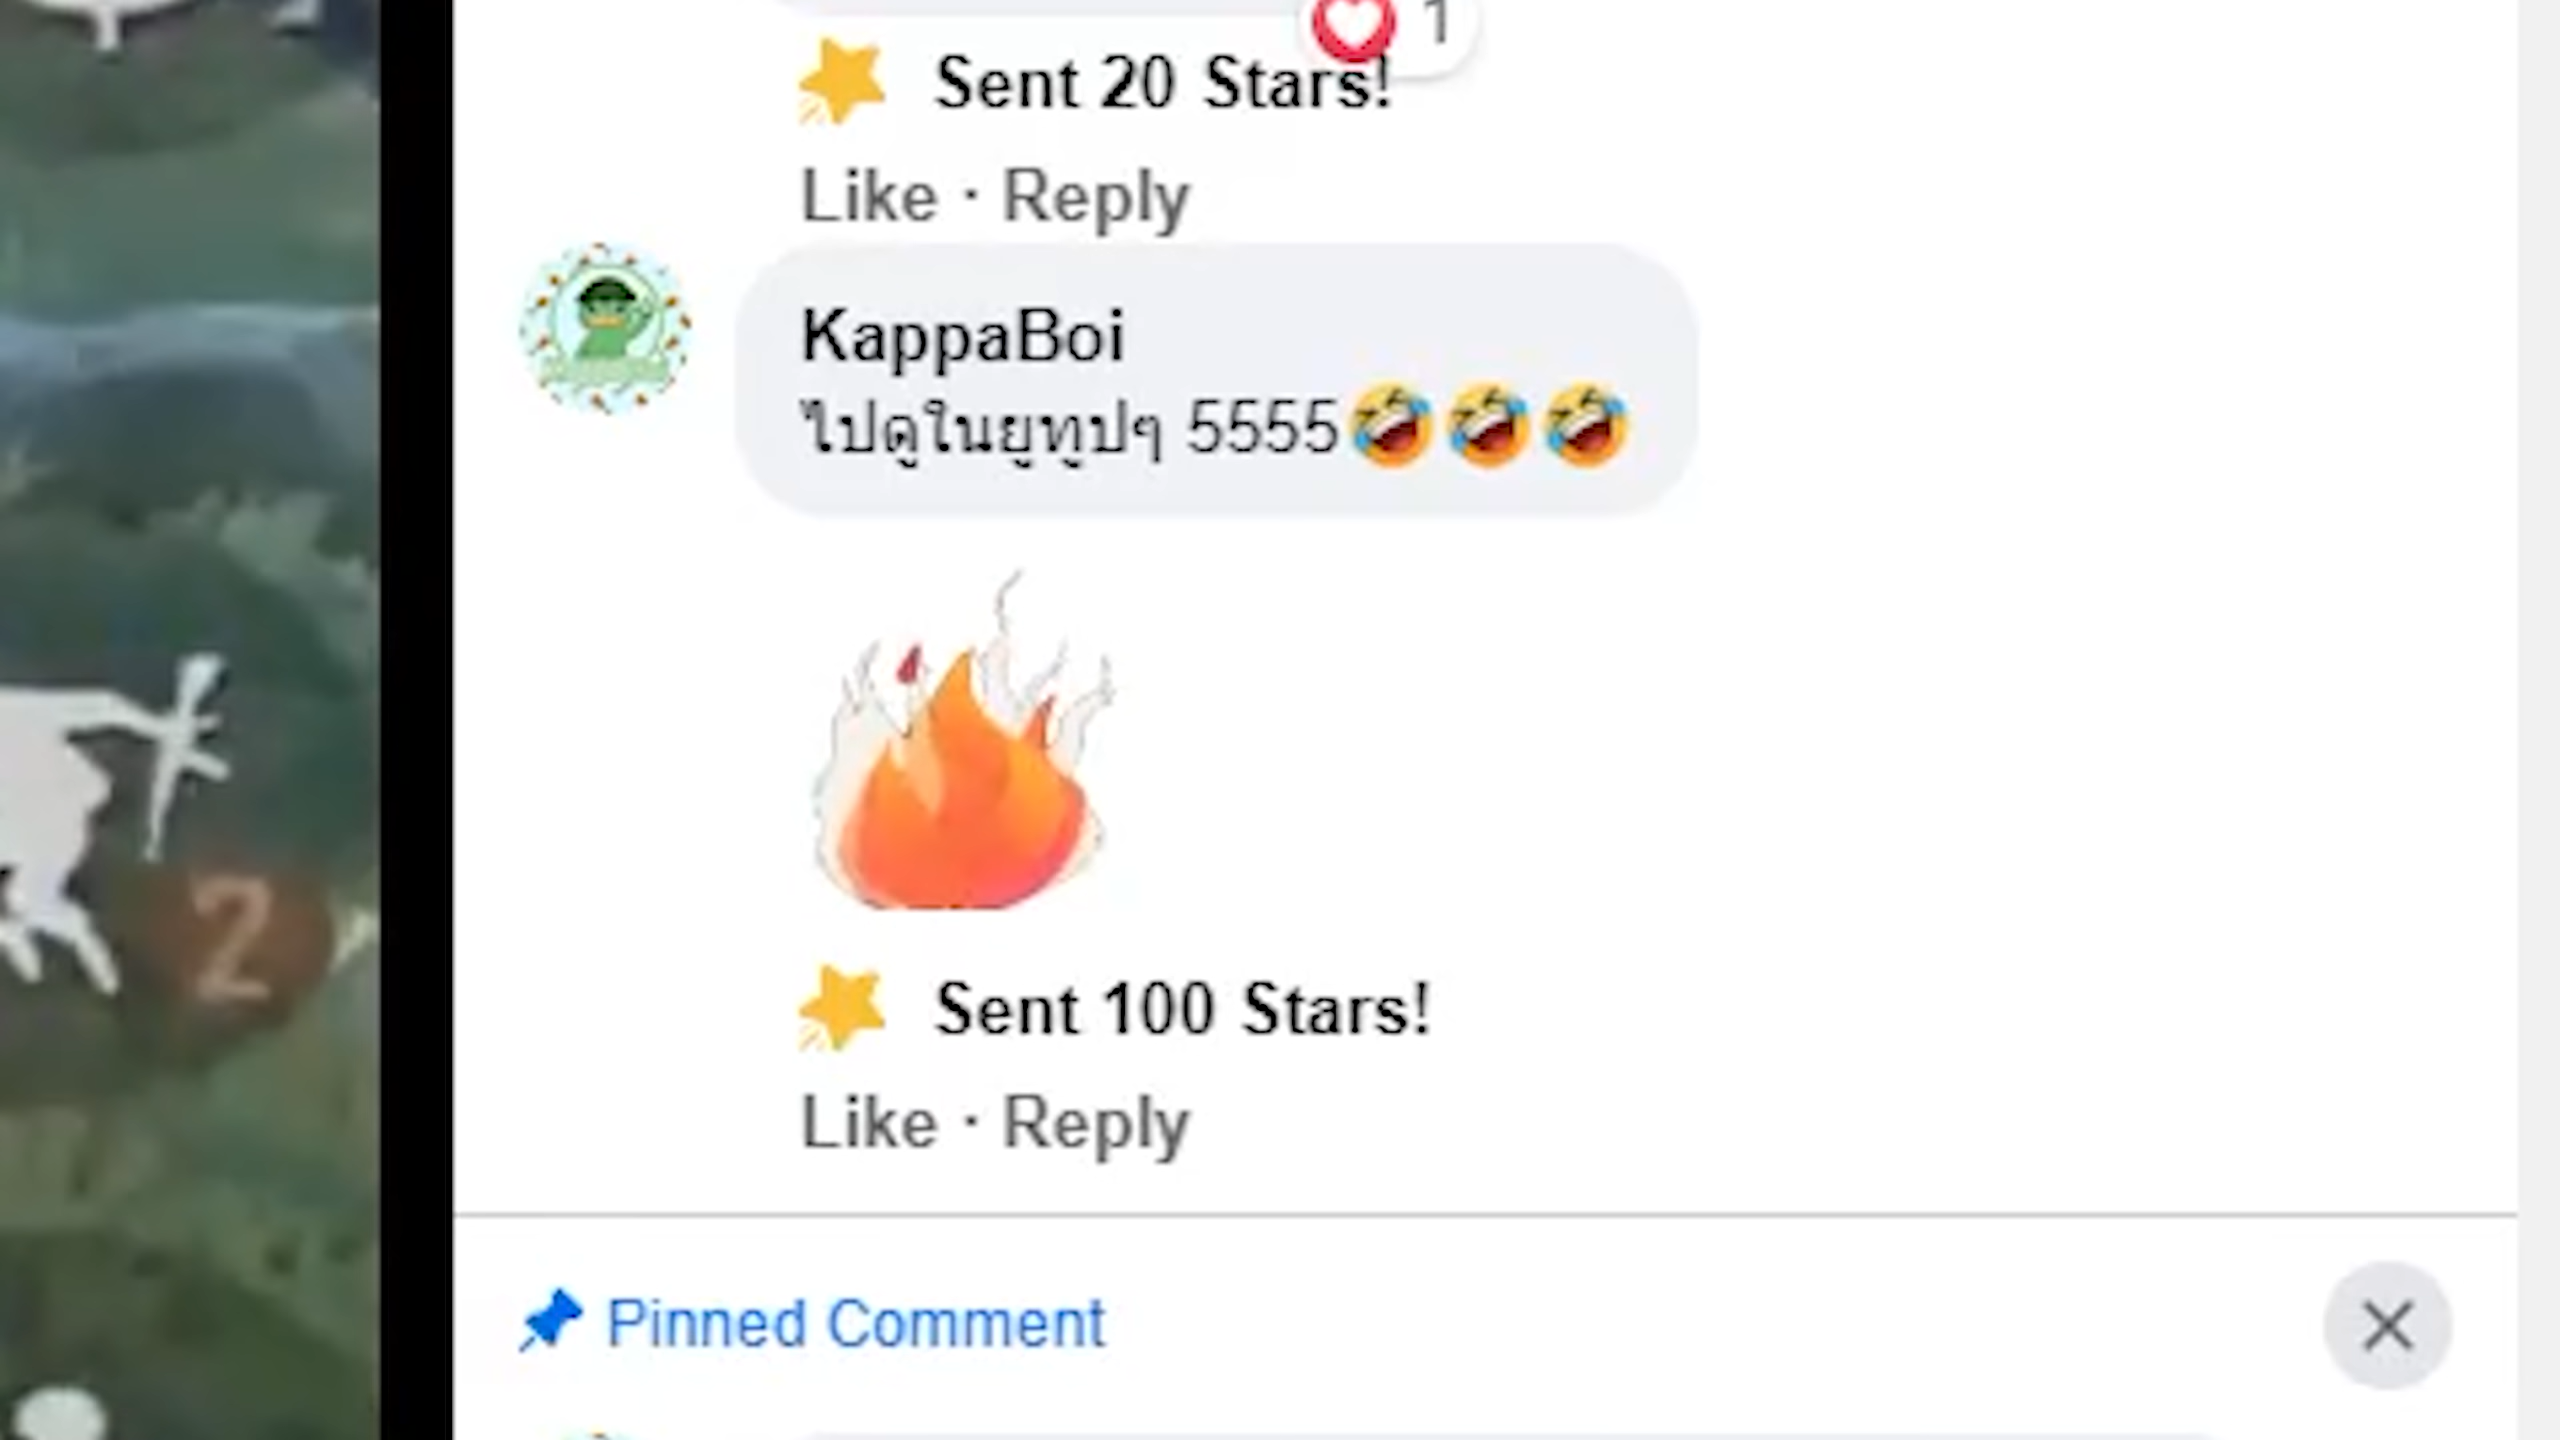 1
Sent 20 Stars!
Like · Reply
KappaBoi
ไปดูในยูทูปๆ 5555🤣🤣🤣
Sent 100 Stars!
Like · Reply
2
Pinned Comment